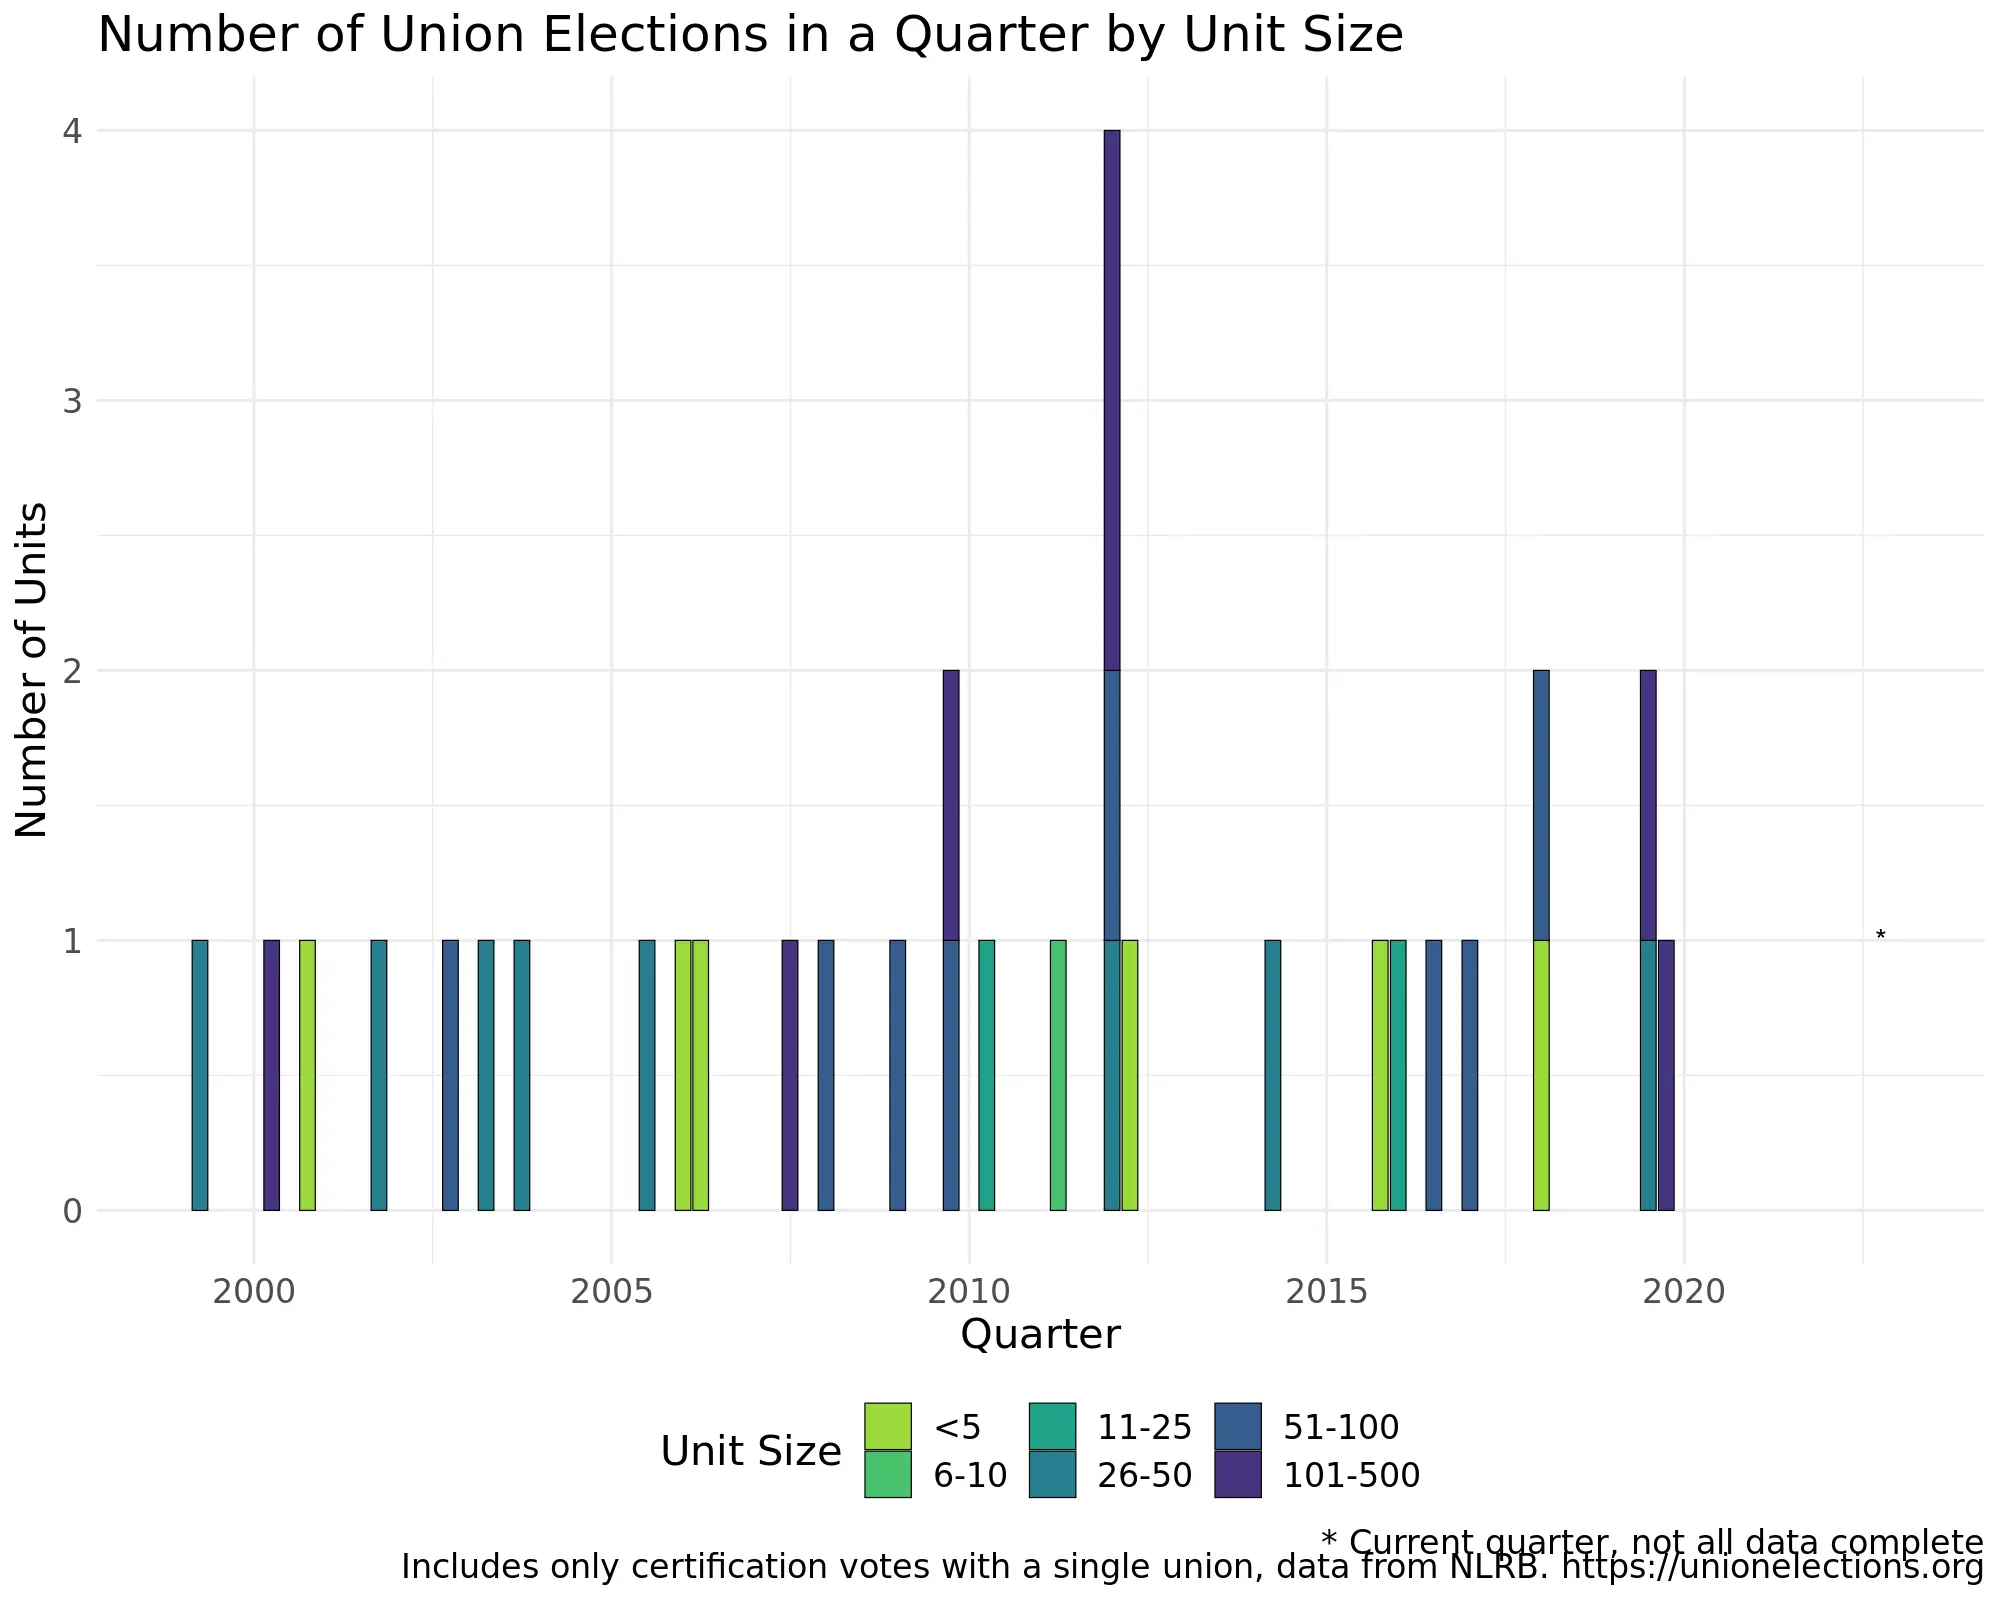 Number of Union Elections in a Quarter by Unit Size
Number of Units
4
3
2
1
0
*
2000 2005 2010 2015 2020
Quarter
Unit Size
<5 11-25 51-100
6-10 26-50 101-500
* Current quarter, not all data complete
Includes only certification votes with a single union, data from NLRB. https://unionelections.org